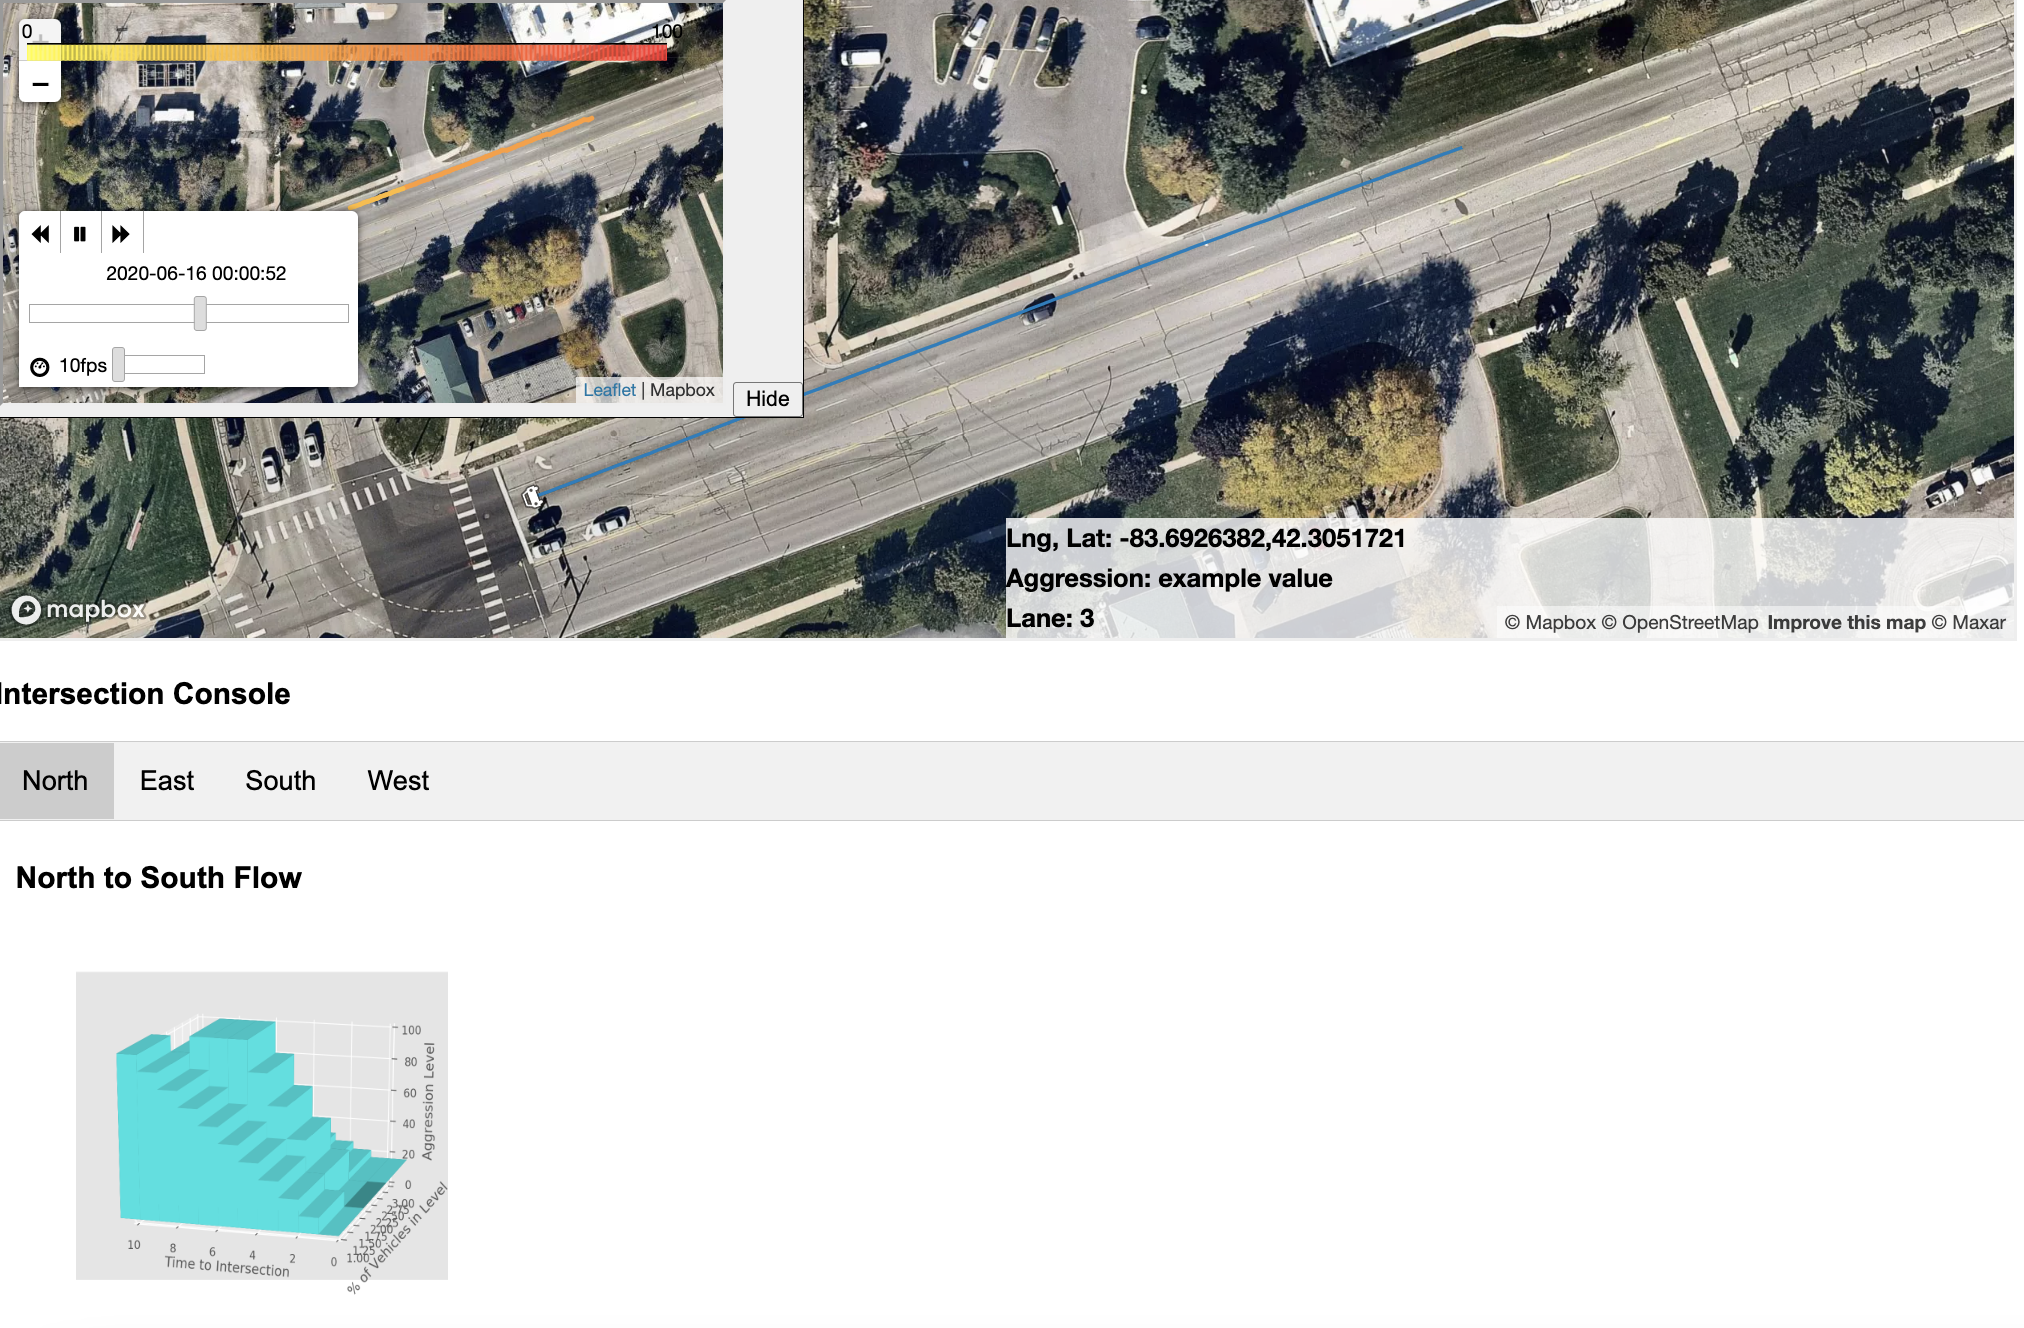 0
100
+
−
2020-06-16 00:00:52
10fps
Leaflet | Mapbox
Hide
mapbox
Lng, Lat: -83.6926382,42.3051721
Aggression: example value
Lane: 3
© Mapbox © OpenStreetMap Improve this map © Maxar
Intersection Console
North East South West
North to South Flow
100
80
60
40
20
0
Aggression Level
3.00
2.75
2.50
2.25
2.00
1.75
1.50
1.25
1.00
% of Vehicles in Level
10 8 6 4 2 0
Time to Intersection